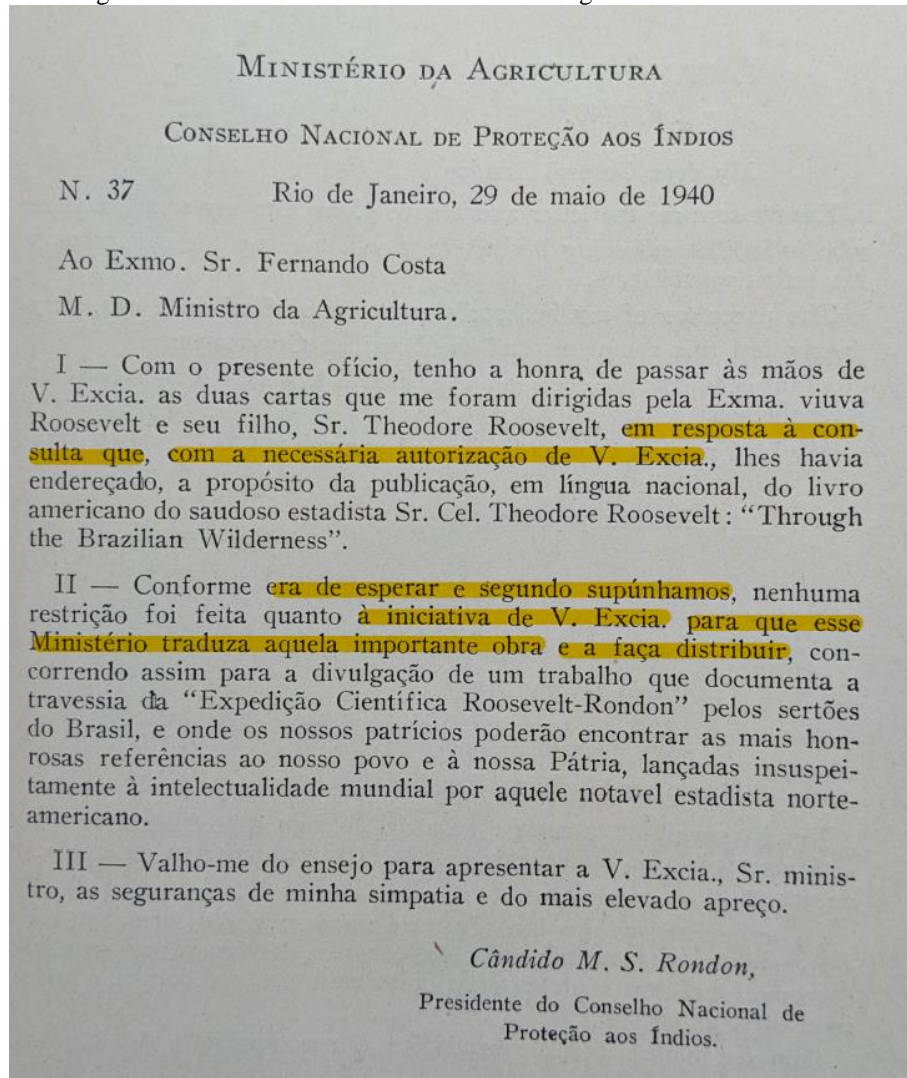 MINISTÉRIO DA AGRICULTURA
CONSELHO NACIONAL DE PROTEÇÃO AOS ÍNDIOS
N. 37 Rio de Janeiro, 29 de maio de 1940
Ao Exmo. Sr. Fernando Costa
M. D. Ministro da Agricultura.
I — Com o presente ofício, tenho a honra de passar às mãos de
V. Excia. as duas cartas que me foram dirigidas pela Exma. viuva
Roosevelt e seu filho, Sr. Theodore Roosevelt, em resposta à con-
sulta que, com a necessária autorização de V. Excia., lhes havia
endereçado, a propósito da publicação, em língua nacional, do livro
americano do saudoso estadista Sr. Cel. Theodore Roosevelt: “Through
the Brazilian Wilderness”.
II — Conforme era de esperar e segundo supúnhamos, nenhuma
restrição foi feita quanto à iniciativa de V. Excia. para que esse
Ministério traduza aquela importante obra e a faça distribuir, con-
correndo assim para a divulgação de um trabalho que documenta a
travessia da “Expedição Científica Roosevelt-Rondon” pelos sertões
do Brasil, e onde os nossos patrícios poderão encontrar as mais hon-
rosas referências ao nosso povo e à nossa Pátria, lançadas insuspei-
tamente à intelectualidade mundial por aquele notavel estadista norte-
americano.
III — Valho-me do ensejo para apresentar a V. Excia., Sr. minis-
tro, as seguranças de minha simpatia e do mais elevado apreço.
Cândido M. S. Rondon,
Presidente do Conselho Nacional de
Proteção aos Índios.